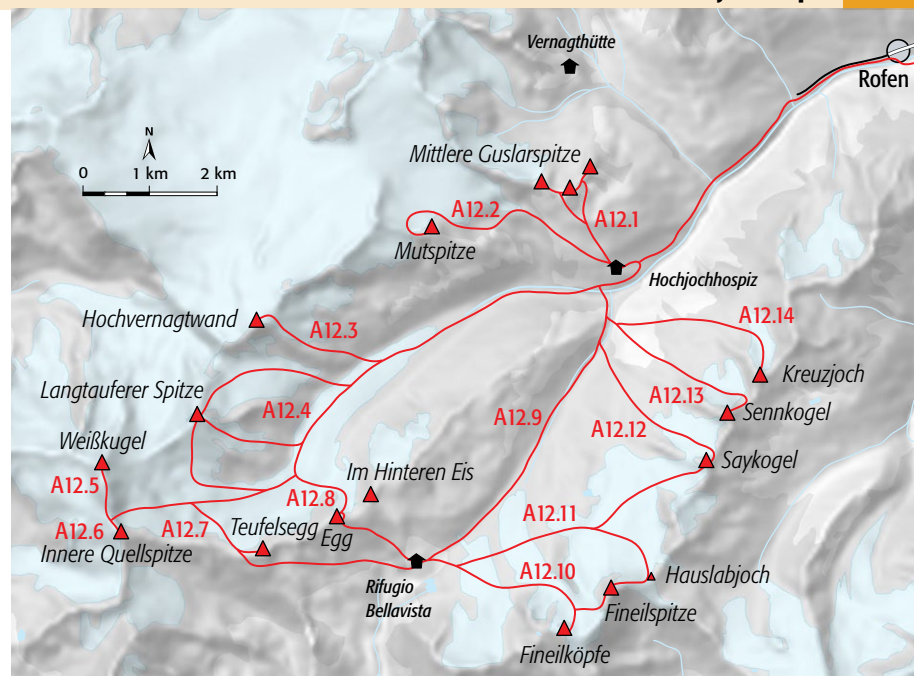 Vernagthütte
Rofen
N
0 1 km 2 km
Mittlere Guslarspitze
A12.2
A12.1
Mutspitze
Hochjochhospiz
Hochvernagtwand
A12.3
A12.14
Langtauferer Spitze
A12.4
Kreuzjoch
A12.13
Sennkogel
A12.9
A12.12
Weißkugel
Im Hinteren Eis
Saykogel
A12.5
A12.8
A12.11
A12.6
A12.7
Teufelsegg
Egg
Innere Quellspitze
Rifugio
Bellavista
A12.10
Hauslabjoch
Fineilspitze
Fineilköpfe